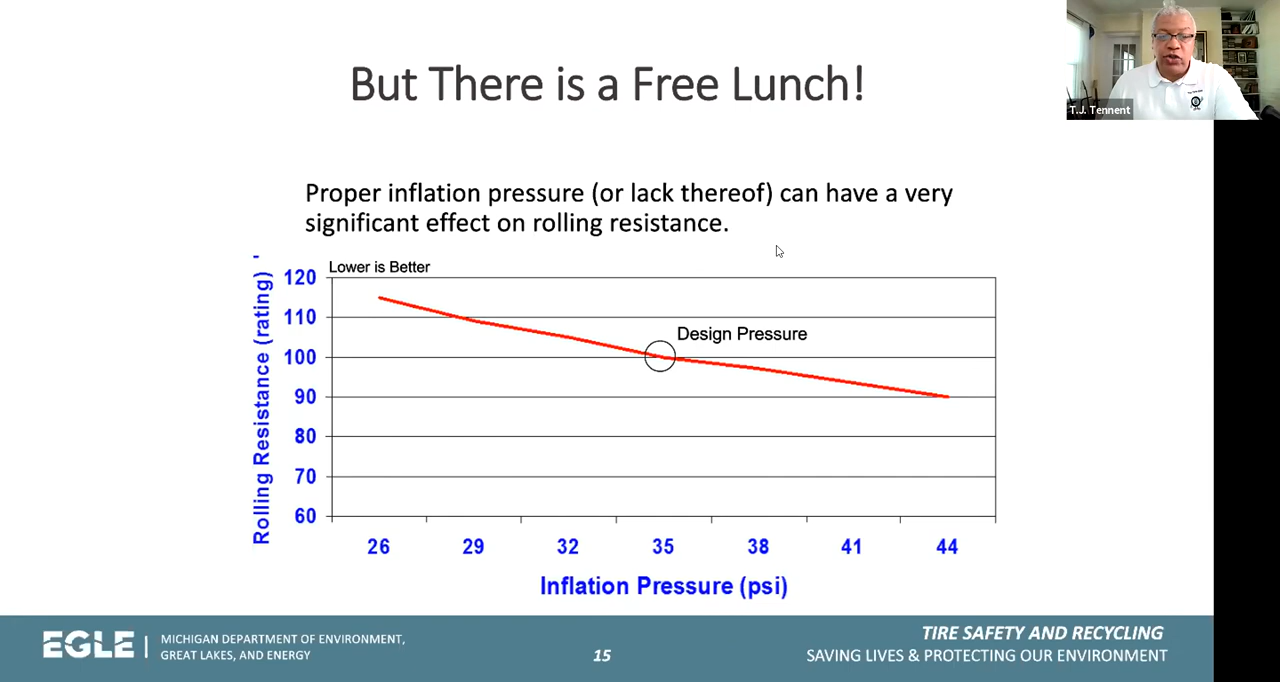 But There is a Free Lunch!
T.J. Tennent
Proper inflation pressure (or lack thereof) can have a very
significant effect on rolling resistance.
Lower is Better
Rolling Resistance (rating)
120
110
100
90
80
70
60
Design Pressure
26 29 32 35 38 41 44
Inflation Pressure (psi)
EGLE
MICHIGAN DEPARTMENT OF ENVIRONMENT,
GREAT LAKES, AND ENERGY
15
TIRE SAFETY AND RECYCLING
SAVING LIVES & PROTECTING OUR ENVIRONMENT